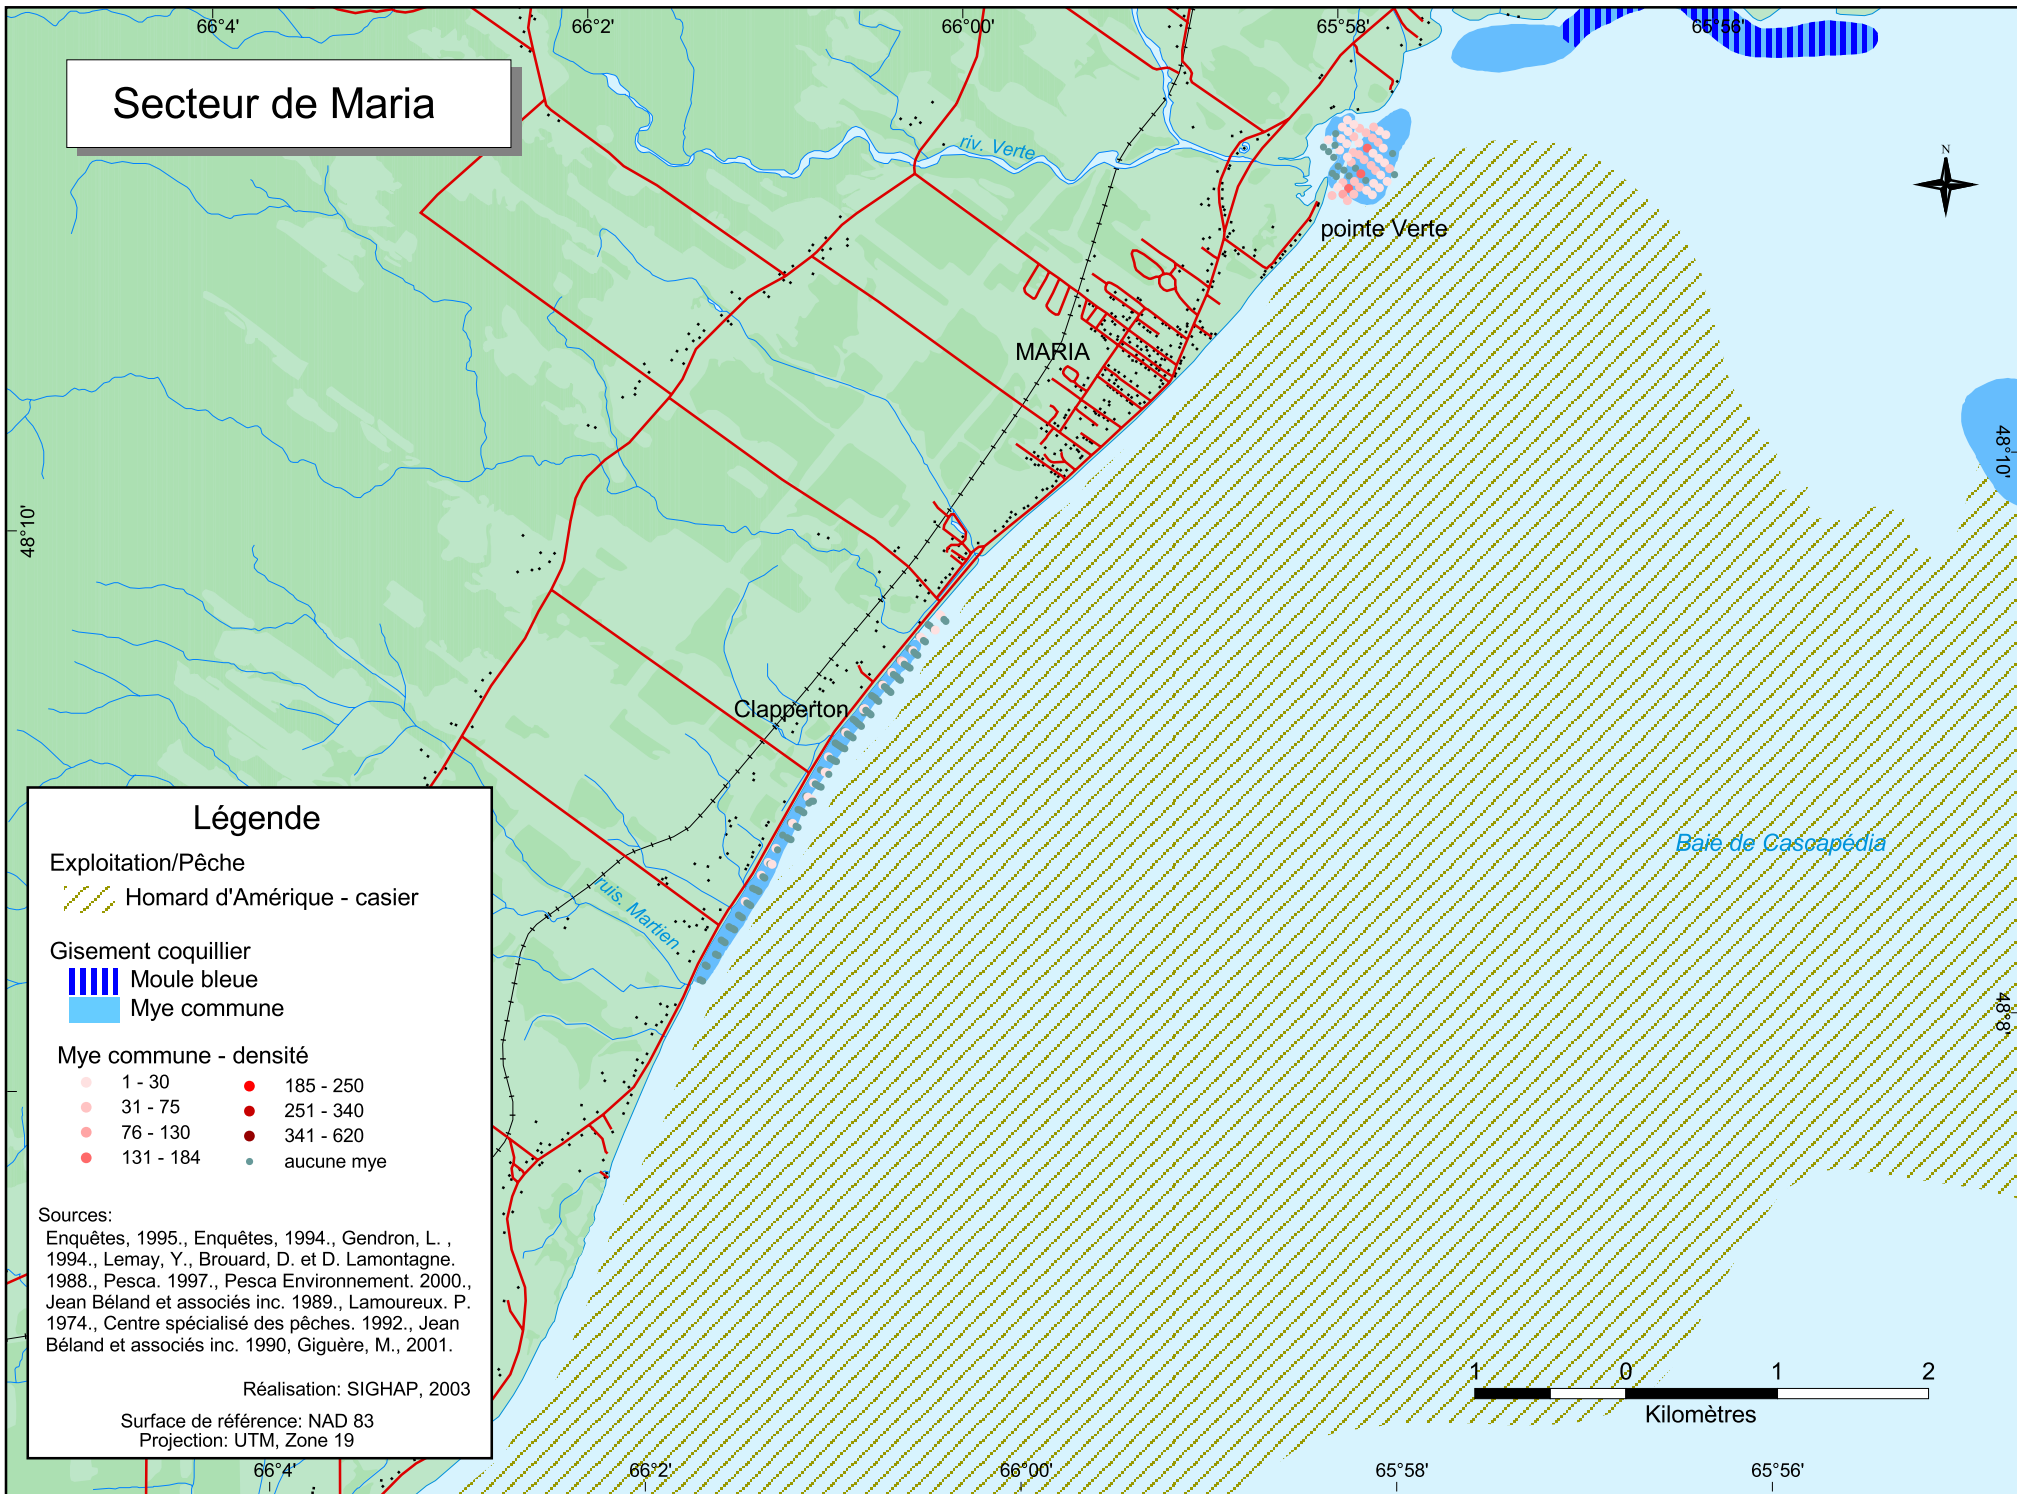 66°4'
66°2'
66°00'
65°58'
65°56'
Secteur de Maria
riv. Verte
N
pointe Verte
MARIA
48°10'
48°10'
Clapperton
Baie de Cascapédia
ruis. Martien
48°8'
Légende
Exploitation/Pêche
Homard d'Amérique - casier
Gisement coquillier
Moule bleue
Mye commune
Mye commune - densité
1 - 30
31 - 75
76 - 130
131 - 184
185 - 250
251 - 340
341 - 620
aucune mye
Sources:
Enquêtes, 1995., Enquêtes, 1994., Gendron, L. ,
1994., Lemay, Y., Brouard, D. et D. Lamontagne.
1988., Pesca. 1997., Pesca Environnement. 2000.,
Jean Béland et associés inc. 1989., Lamoureux. P.
1974., Centre spécialisé des pêches. 1992., Jean
Béland et associés inc. 1990, Giguère, M., 2001.
Réalisation: SIGHAP, 2003
Surface de référence: NAD 83
Projection: UTM, Zone 19
1 0 1 2
Kilomètres
66°4'
66°2'
66°00'
65°58'
65°56'